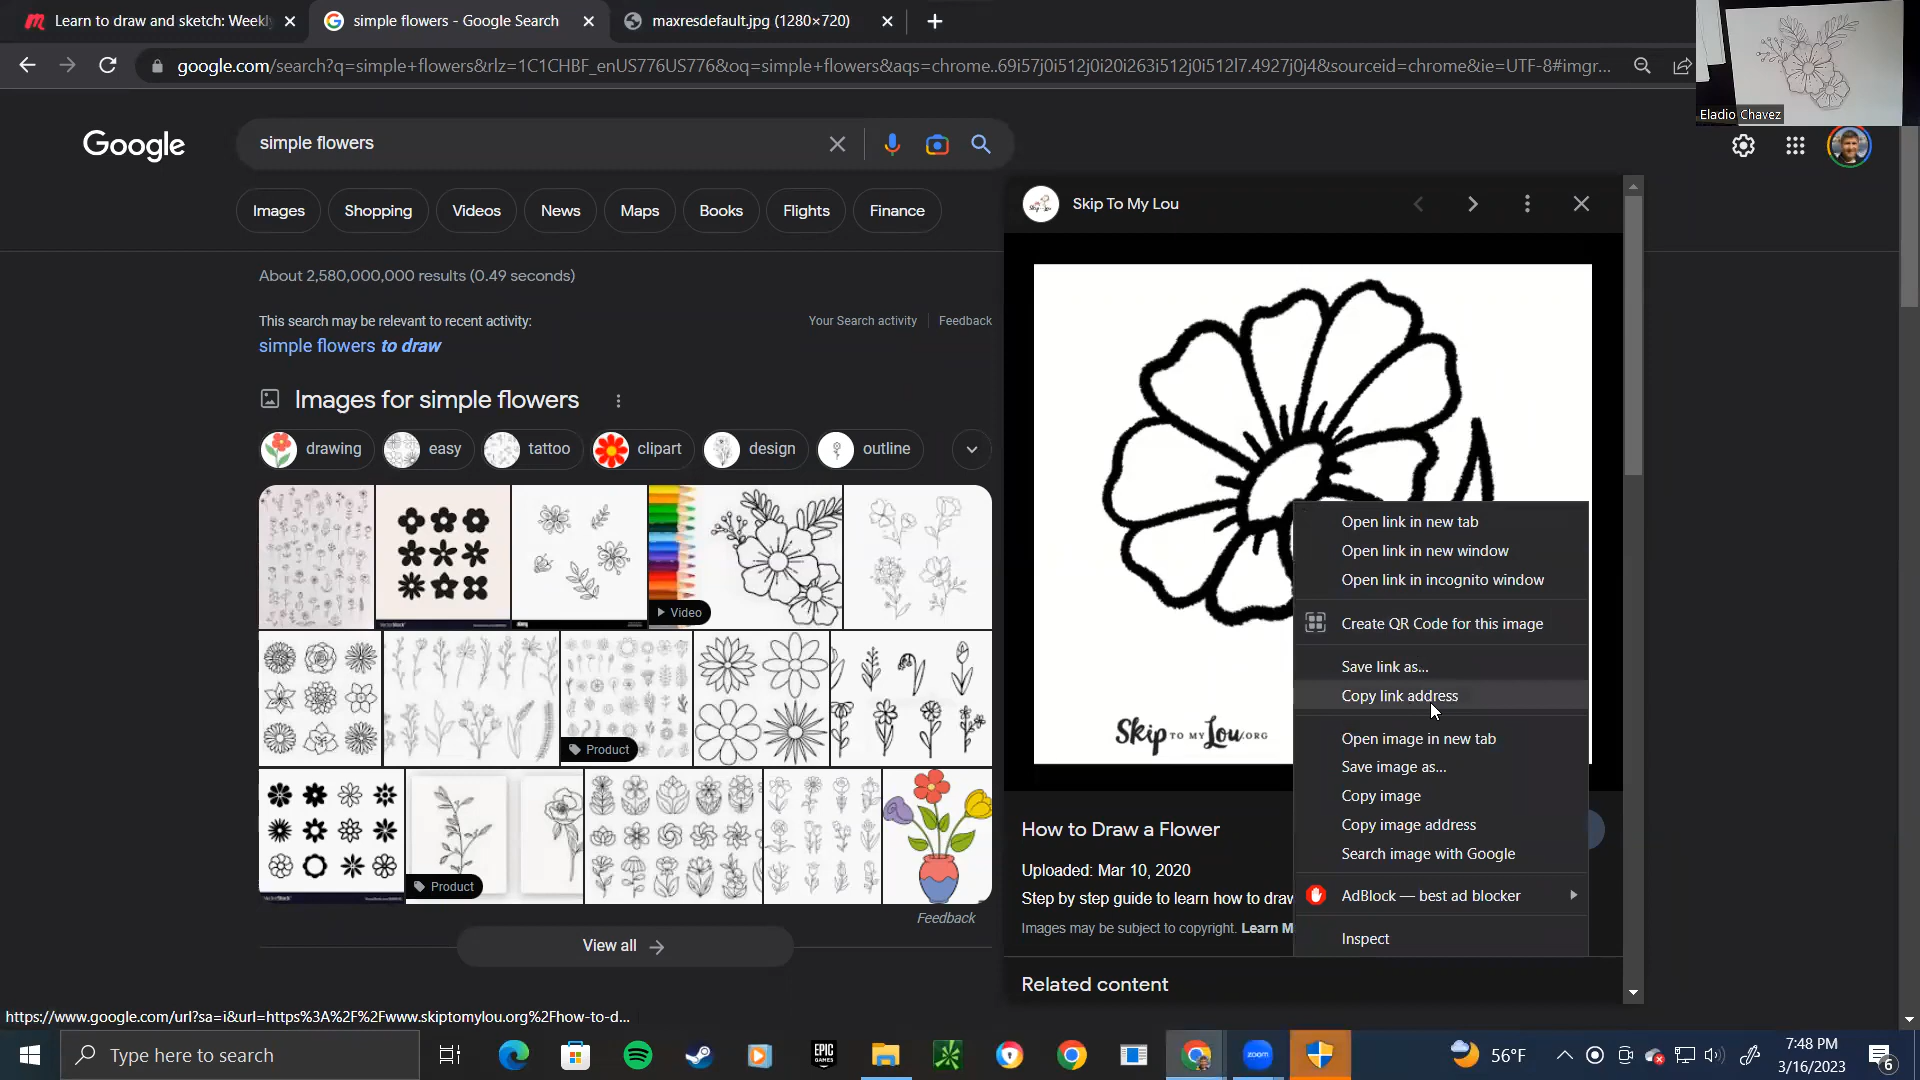 Learn to draw and sketch: Weekly
simple flowers - Google Search
maxresdefault.jpg (1280×720)
google.com/search?q=simple+flowers&rlz=1C1CHBF_enUS776US776&oq=simple+flowers&aqs=chrome..69i57j0i512j0i20i263i512j0i512l7.4927j0j4&sourceid=chrome&ie=UTF-8#imgr...
Eladio Chavez
Google
simple flowers
Images
Shopping
Videos
News
Maps
Books
Flights
Finance
Skip To My Lou
About 2,580,000,000 results (0.49 seconds)
This search may be relevant to recent activity:
Your Search activity
Feedback
simple flowers to draw
Images for simple flowers
drawing
easy
tattoo
clipart
design
outline
Video
Product
Product
Feedback
View all
Skip TO MY Lou.ORG
Open link in new tab
Open link in new window
Open link in incognito window
Create QR Code for this image
Save link as...
Copy link address
Open image in new tab
Save image as...
Copy image
Copy image address
Search image with Google
AdBlock — best ad blocker
Inspect
How to Draw a Flower
Uploaded: Mar 10, 2020
Step by step guide to learn how to draw
Images may be subject to copyright. Learn M
Related content
https://www.google.com/url?sa=i&url=https%3A%2F%2Fwww.skiptomylou.org%2Fhow-to-d...
Type here to search
EPIC
GAMES
zoom
56°F
7:48 PM
3/16/2023
6